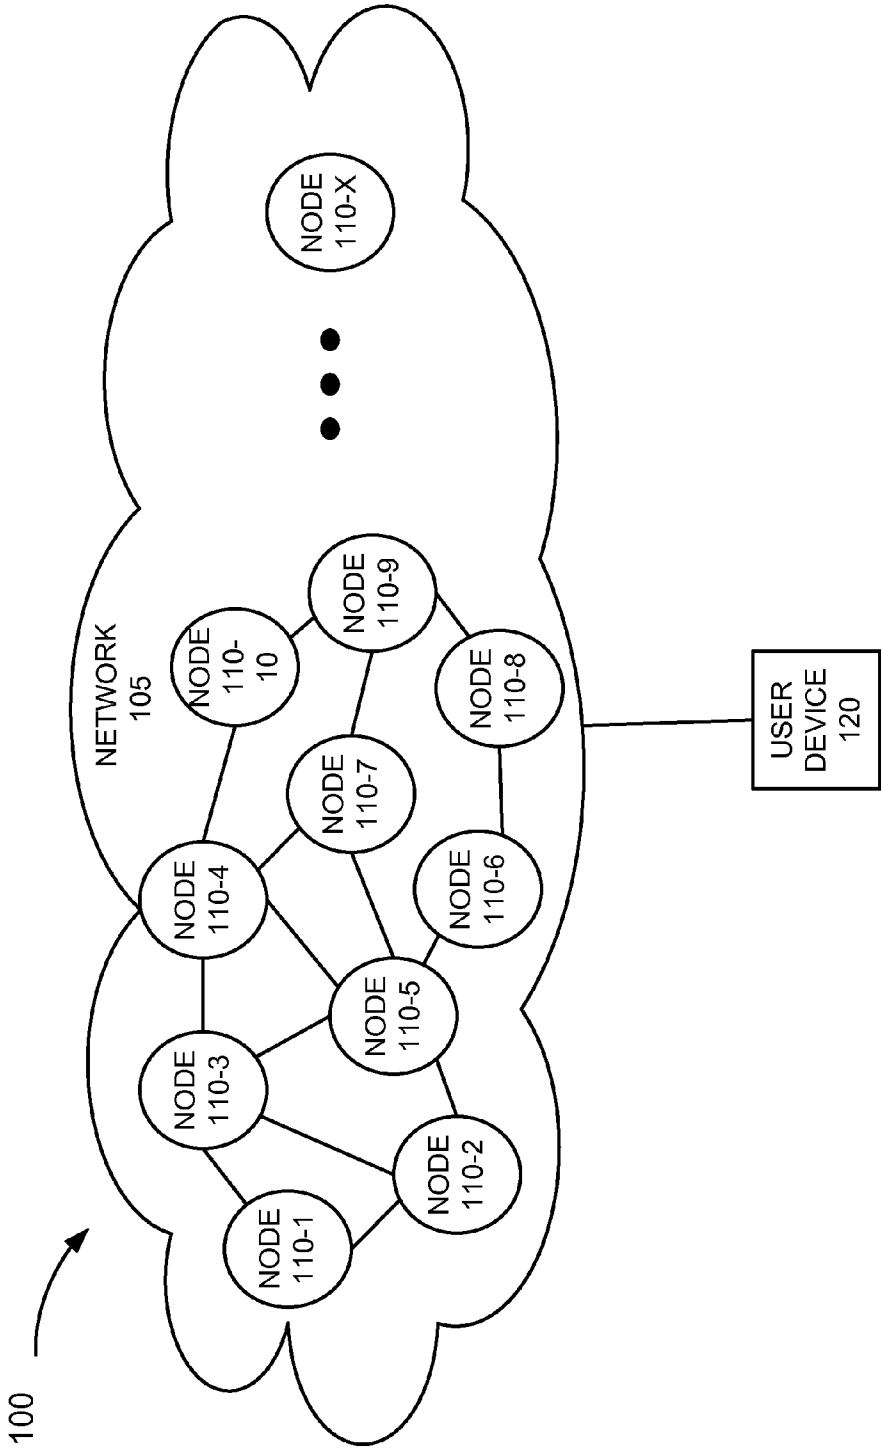 100
NETWORK
105
NODE
110-1
NODE
110-2
NODE
110-3
NODE
110-4
NODE
110-5
NODE
110-6
NODE
110-7
NODE
110-8
NODE
110-9
NODE
110-
10
NODE
110-X
USER
DEVICE
120